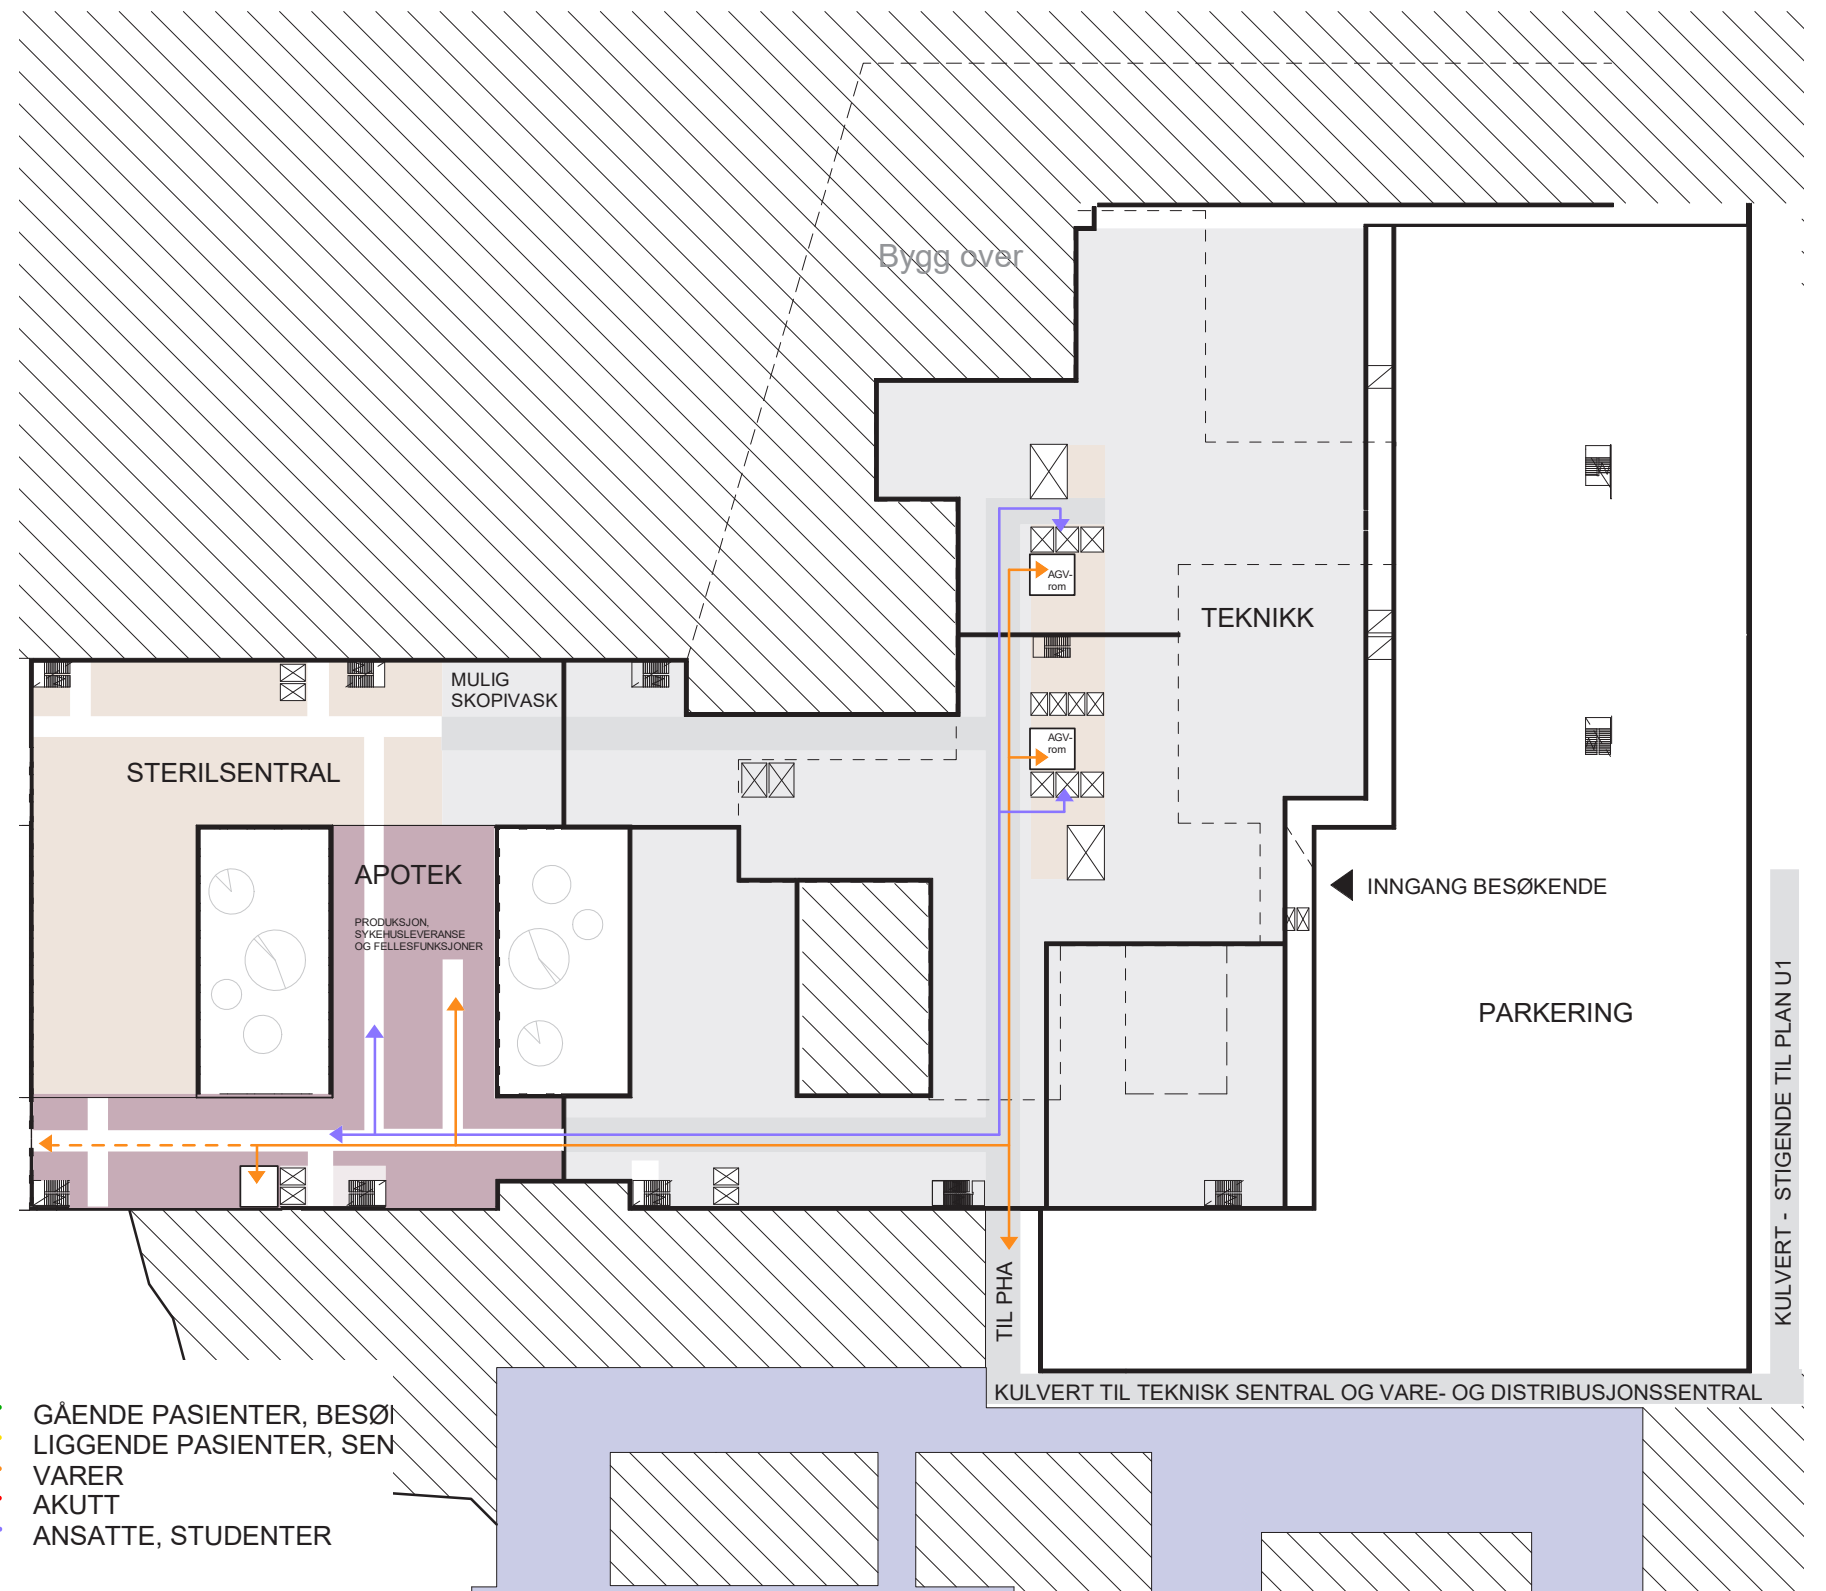 Bygg over
AGV-
rom
TEKNIKK
MULIG
SKOPIVASK
AGV-
rom
STERILSENTRAL
APOTEK
PRODUKSJON,
SYKEHUSLEVERANSE
OG FELLESFUNKSJONER
INNGANG BESØKENDE
PARKERING
KULVERT - STIGENDE TIL PLAN U1
TIL PHA
KULVERT TIL TEKNISK SENTRAL OG VARE- OG DISTRIBUSJONSSENTRAL
GÅENDE PASIENTER, BESØ
LIGGENDE PASIENTER, SEN
VARER
AKUTT
ANSATTE, STUDENTER